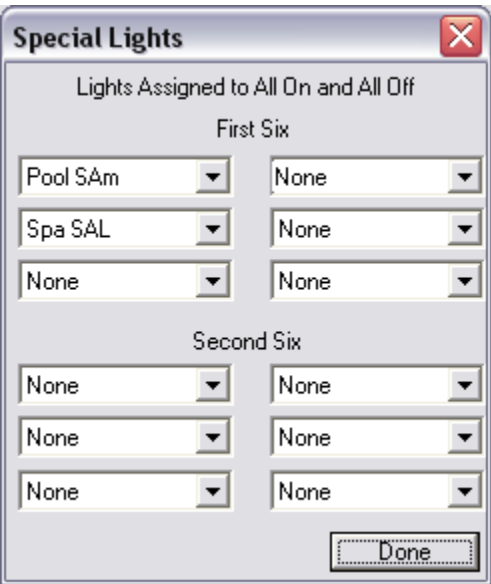 Special Lights
Lights Assigned to All On and All Off
First Six
Pool SAm None
Spa SAL None
None None
Second Six
None None
None None
None None
Done